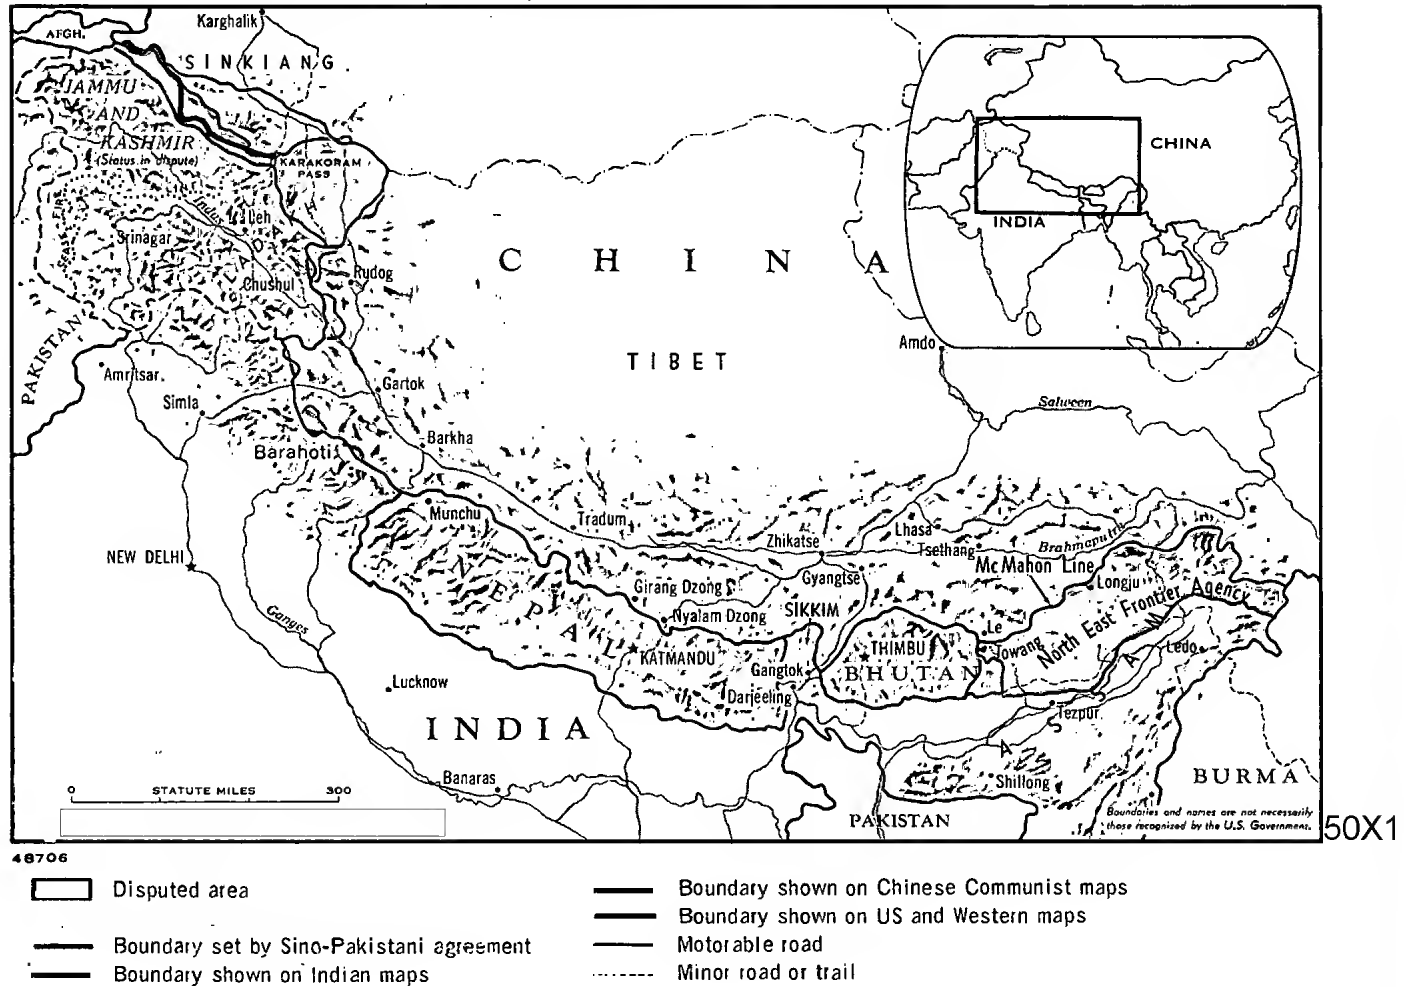 Karghalik
AFGH.
SINKIANG
JAMMU
AND
KASHMIR
(Status in dispute)
KARAKORAM
PASS
CEASE FIRE
Indus
Leh
LADAKH
Srinagar
Chushul
Rudog
CHINA
TIBET
CHINA
INDIA
PAKISTAN
Amritsar
Simla
Gartok
Barkha
Barahoti
Amdo
Salween
Munchu
Tradum
Zhikatse
Lhasa
Tsethang
Brahmaputra
McMahon Line
NEW DELHI
Girang Dzong
Gyangtse
Longju
Nyalam Dzong
SIKKIM
North East Frontier Agency
Ganges
NEPAL
KATMANDU
Le
Towang
THIMBU
BHUTAN
Gangtok
Ledo
ASSAM
Lucknow
Darjeeling
Tezpur
INDIA
Banaras
Shillong
BURMA
PAKISTAN
0 STATUTE MILES 300
Boundaries and names are not necessarily
those recognized by the U.S. Government.
50X1
48706
Disputed area
Boundary set by Sino-Pakistani agreement
Boundary shown on Indian maps
Boundary shown on Chinese Communist maps
Boundary shown on US and Western maps
Motorable road
Minor road or trail